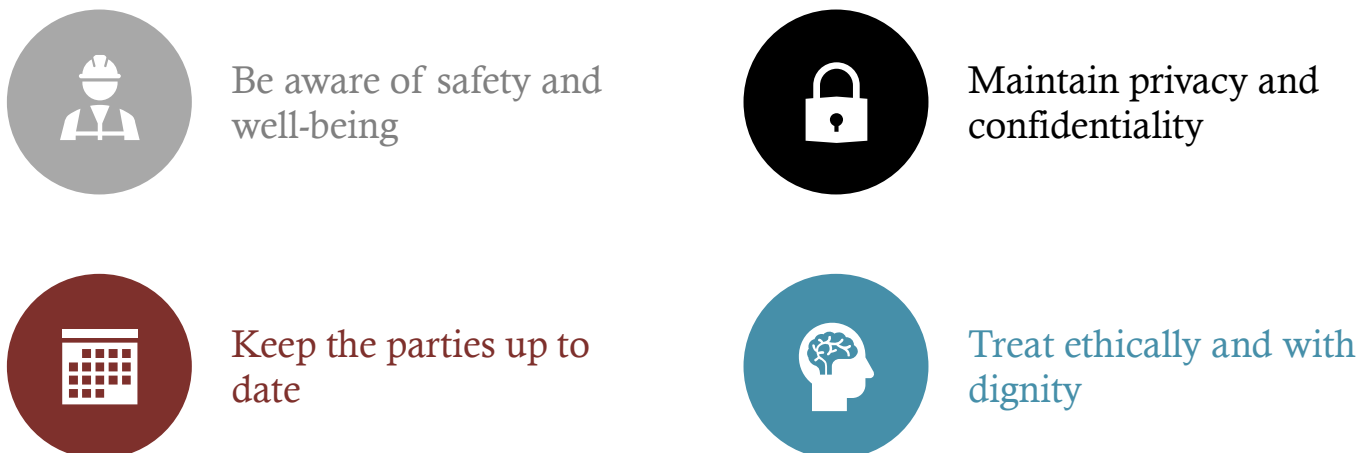 Be aware of safety and
well-being
Maintain privacy and
confidentiality
Keep the parties up to
date
Treat ethically and with
dignity